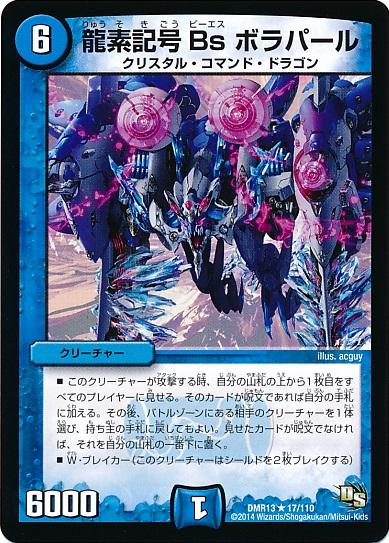 6
りゅうそきごう ビーエス
龍素記号 Bs ボラパール
クリスタル・コマンド・ドラゴン
クリーチャー
illus. acguy
■ このクリーチャーが攻撃する時、自分の山札の上から1枚目をす
べてのプレイヤーに見せる。そのカードが呪文であれば自分の手札
に加える。その後、バトルゾーンにある相手のクリーチャーを1体
選び、持ち主の手札に戻してもよい。見せたカードが呪文でなけれ
ば、それを自分の山札の一番下に置く。
■ W・ブレイカー(このクリーチャーはシールドを2枚ブレイクする)
6000
1
DMR13 ★ 17/110
©2014 Wizards/Shogakukan/Mitsui-Kids
DS